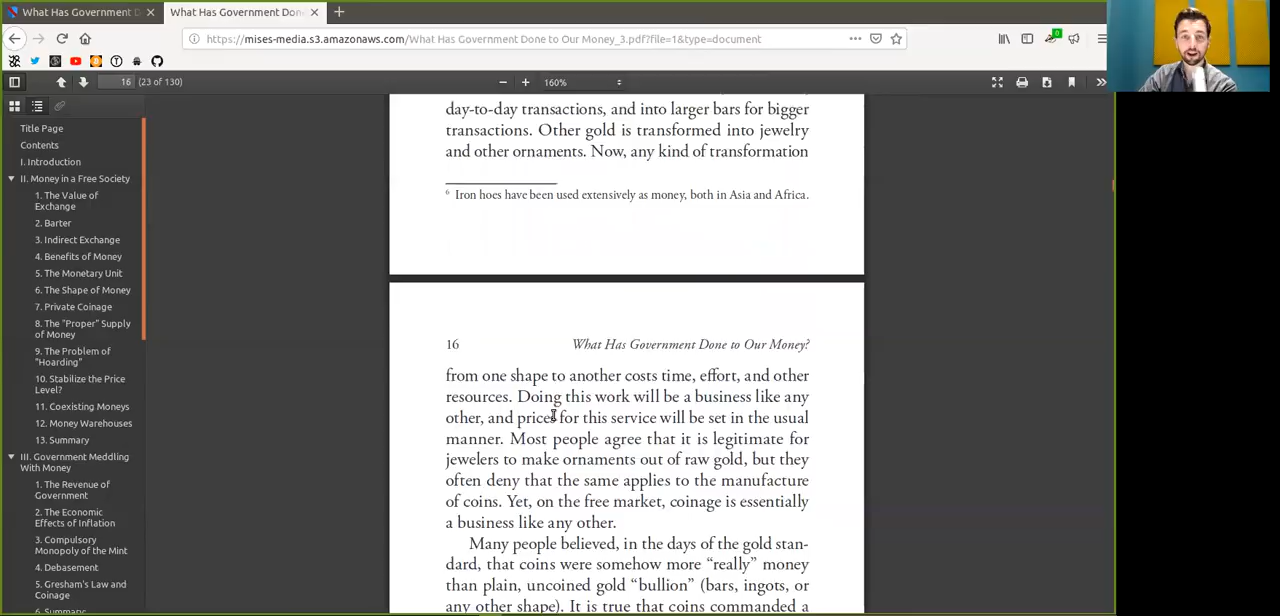 What Has Government D
What Has Government Don
https://mises-media.s3.amazonaws.com/What Has Government Done to Our Money_3.pdf?file=1&type=document
0
16 (23 of 130)
160%
Title Page
Contents
I. Introduction
II. Money in a Free Society
1. The Value of
Exchange
2. Barter
3. Indirect Exchange
4. Benefits of Money
5. The Monetary Unit
6. The Shape of Money
7. Private Coinage
8. The "Proper" Supply
of Money
9. The Problem of
"Hoarding"
10. Stabilize the Price
Level?
11. Coexisting Moneys
12. Money Warehouses
13. Summary
III. Government Meddling
With Money
1. The Revenue of
Government
2. The Economic
Effects of Inflation
3. Compulsory
Monopoly of the Mint
4. Debasement
5. Gresham's Law and
Coinage
6. Summary
day-to-day transactions, and into larger bars for bigger
transactions. Other gold is transformed into jewelry
and other ornaments. Now, any kind of transformation
6 Iron hoes have been used extensively as money, both in Asia and Africa.
16 What Has Government Done to Our Money?
from one shape to another costs time, effort, and other
resources. Doing this work will be a business like any
other, and prices for this service will be set in the usual
manner. Most people agree that it is legitimate for
jewelers to make ornaments out of raw gold, but they
often deny that the same applies to the manufacture
of coins. Yet, on the free market, coinage is essentially
a business like any other.
Many people believed, in the days of the gold stan-
dard, that coins were somehow more “really” money
than plain, uncoined gold “bullion” (bars, ingots, or
any other shape). It is true that coins commanded a